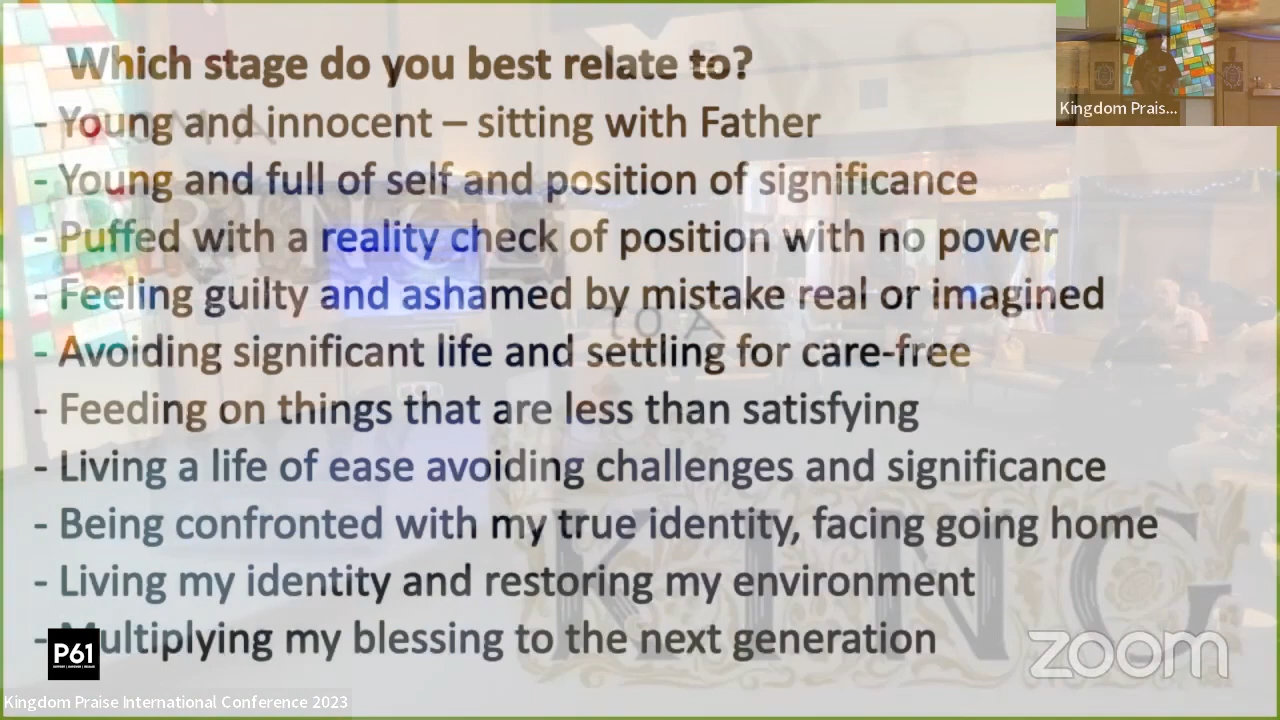 Which stage do you best relate to?
- Young and innocent – sitting with Father
- Young and full of self and position of significance
- Puffed with a reality check of position with no power
- Feeling guilty and ashamed by mistake real or imagined
- Avoiding significant life and settling for care-free
- Feeding on things that are less than satisfying
- Living a life of ease avoiding challenges and significance
- Being confronted with my true identity, facing going home
- Living my identity and restoring my environment
- Multiplying my blessing to the next generation
PRINCE
TO A
KING
Kingdom Prais...
P61
zoom
Kingdom Praise International Conference 2023